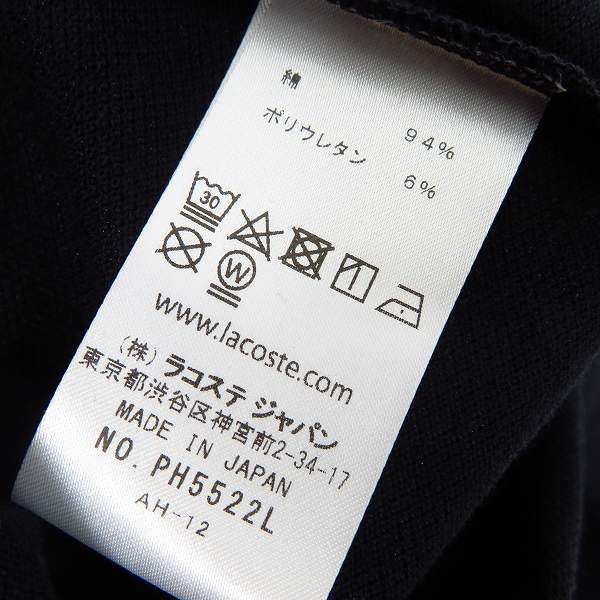 綿 94%
ポリウレタン 6%
30
W
www.lacoste.com
(株) ラコステ ジャパン
東京都渋谷区神宮前2-34-17
MADE IN JAPAN
NO. PH5522L
AH-12